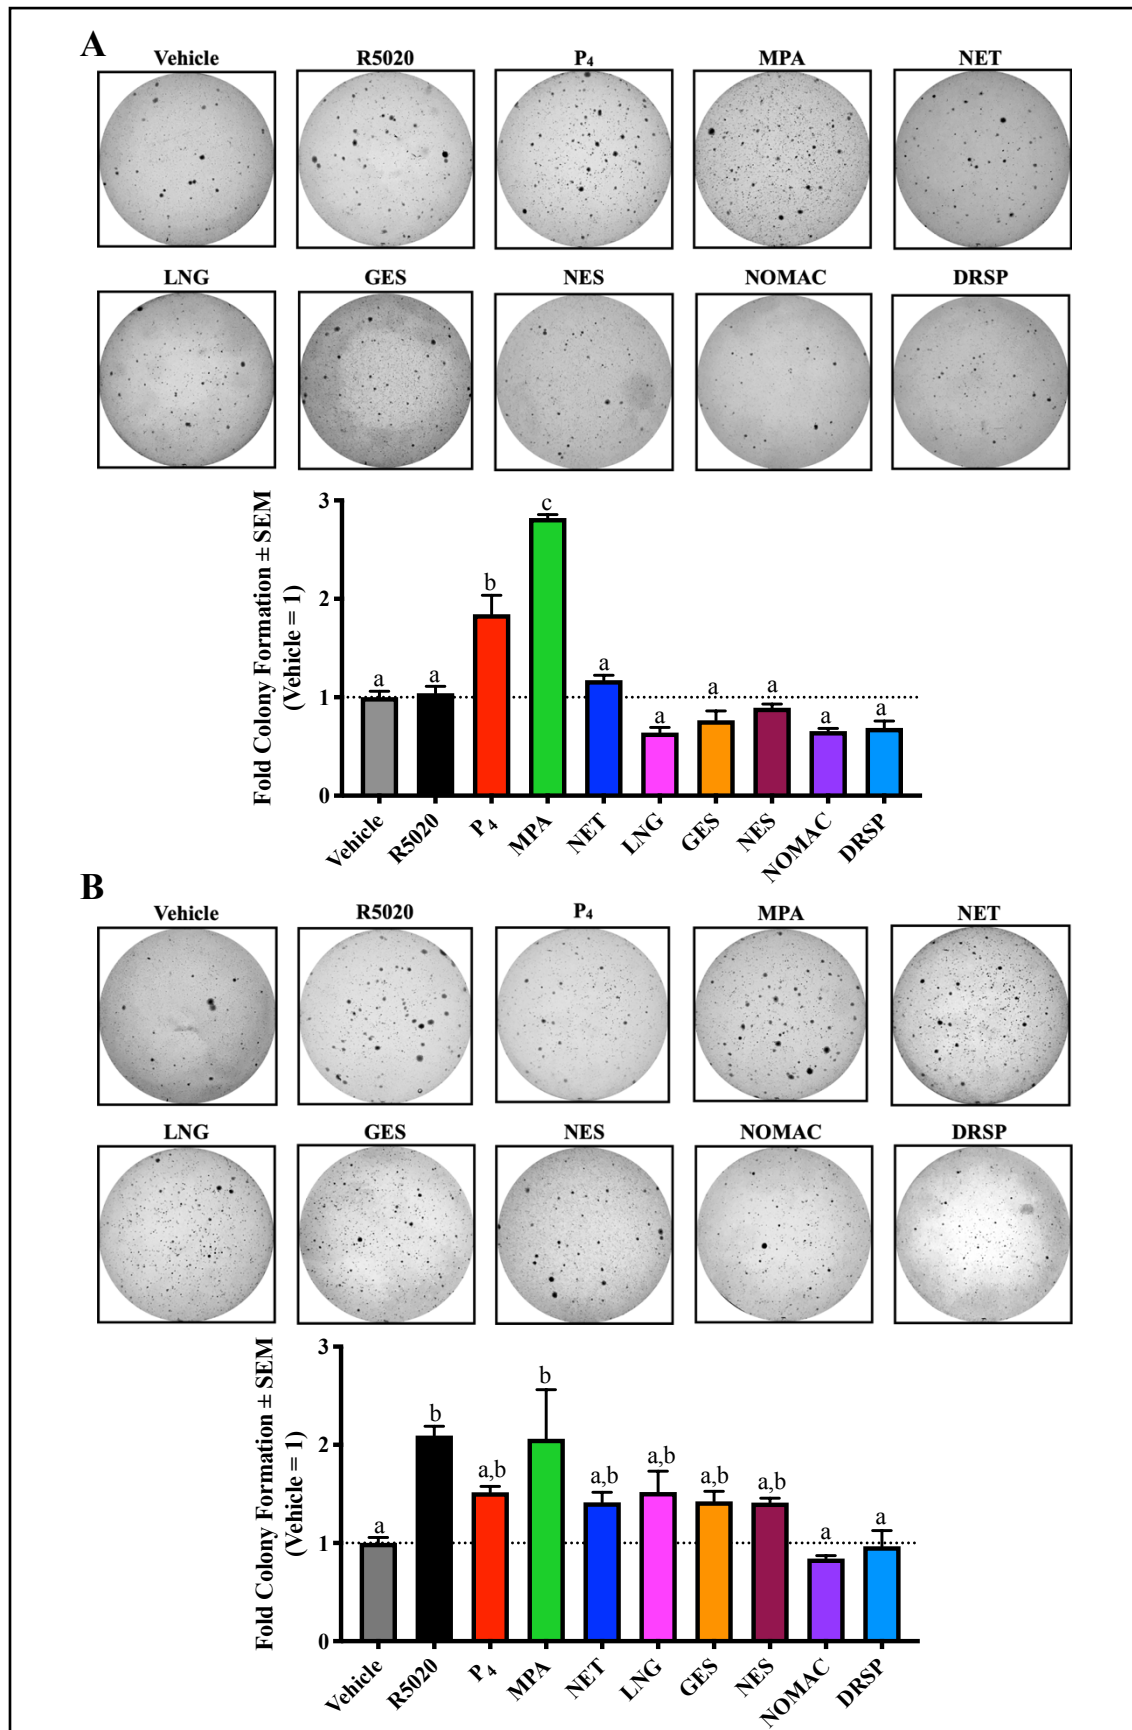 A
Vehicle R5020 P₄ MPA NET
LNG GES NES NOMAC DRSP
Fold Colony Formation ± SEM
(Vehicle = 1)
3
2
1
0
a a b c a a a a a a
Vehicle R5020 P₄ MPA NET LNG GES NES NOMAC DRSP
B
Vehicle R5020 P₄ MPA NET
LNG GES NES NOMAC DRSP
Fold Colony Formation ± SEM
(Vehicle = 1)
3
2
1
0
a b a,b b a,b a,b a,b a,b a a
Vehicle R5020 P₄ MPA NET LNG GES NES NOMAC DRSP